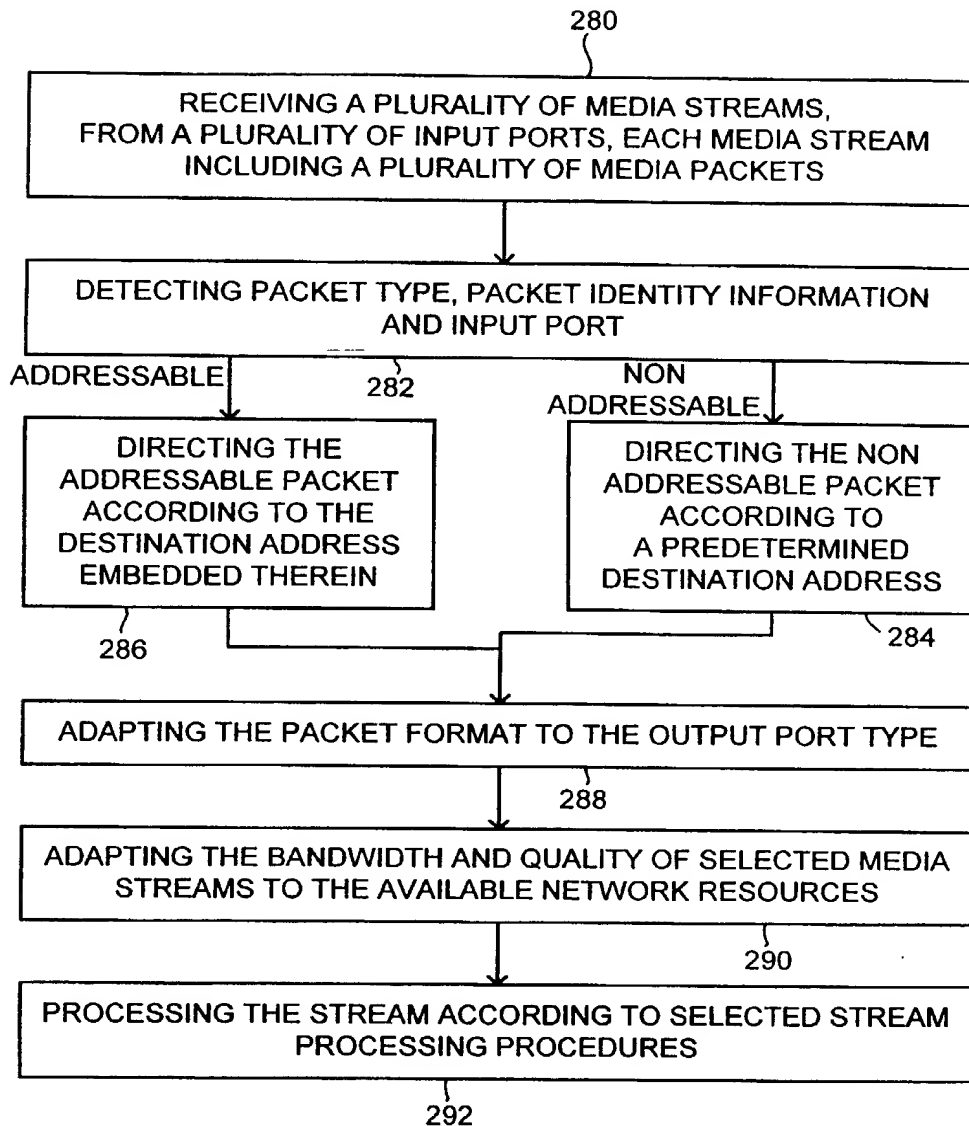 280
RECEIVING A PLURALITY OF MEDIA STREAMS,
FROM A PLURALITY OF INPUT PORTS, EACH MEDIA STREAM
INCLUDING A PLURALITY OF MEDIA PACKETS
DETECTING PACKET TYPE, PACKET IDENTITY INFORMATION
AND INPUT PORT
282
ADDRESSABLE
NON
ADDRESSABLE
DIRECTING THE
ADDRESSABLE PACKET
ACCORDING TO THE
DESTINATION ADDRESS
EMBEDDED THEREIN
286
DIRECTING THE NON
ADDRESSABLE PACKET
ACCORDING TO
A PREDETERMINED
DESTINATION ADDRESS
284
ADAPTING THE PACKET FORMAT TO THE OUTPUT PORT TYPE
288
ADAPTING THE BANDWIDTH AND QUALITY OF SELECTED MEDIA
STREAMS TO THE AVAILABLE NETWORK RESOURCES
290
PROCESSING THE STREAM ACCORDING TO SELECTED STREAM
PROCESSING PROCEDURES
292